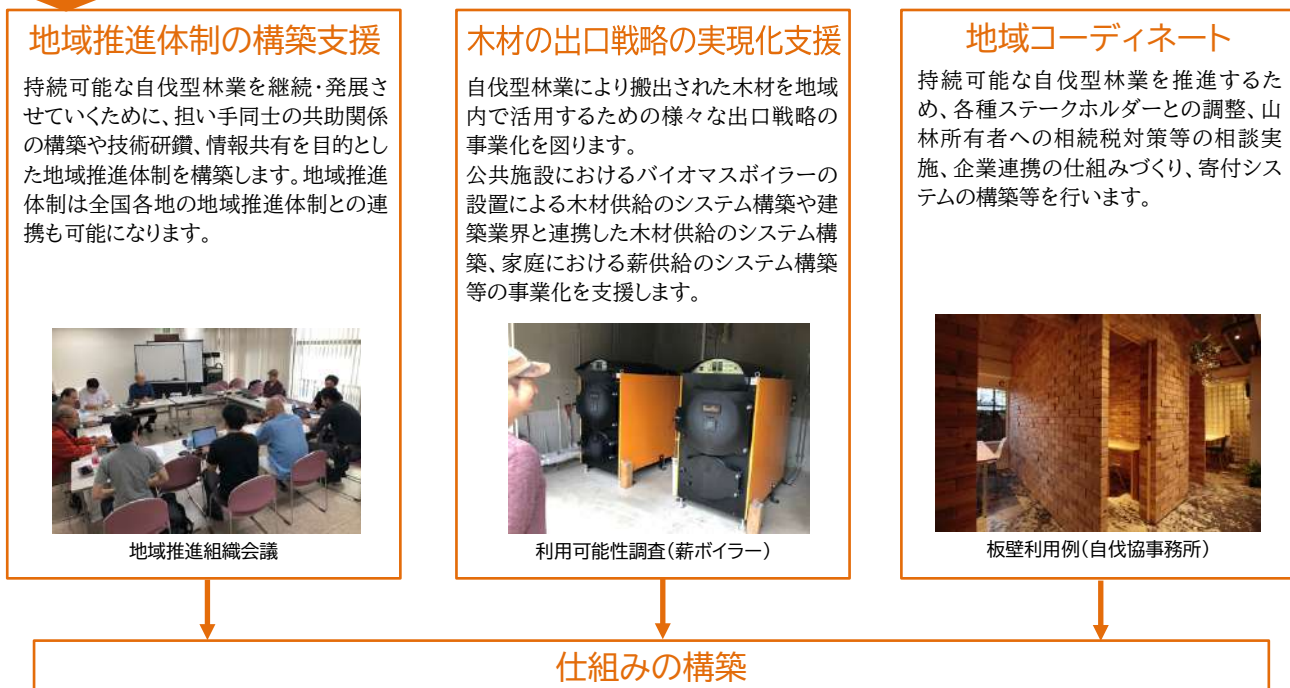 地域推進体制の構築支援
持続可能な自伐型林業を継続・発展さ
せていくために、担い手同士の共助関係
の構築や技術研鑽、情報共有を目的とし
た地域推進体制を構築します。地域推進
体制は全国各地の地域推進体制との連
携も可能になります。
地域推進組織会議
木材の出口戦略の実現化支援
自伐型林業により搬出された木材を地域
内で活用するための様々な出口戦略の
事業化を図ります。
公共施設におけるバイオマスボイラーの
設置による木材供給のシステム構築や建
築業界と連携した木材供給のシステム構
築、家庭における薪供給のシステム構築
等の事業化を支援します。
利用可能性調査(薪ボイラー)
地域コーディネート
持続可能な自伐型林業を推進するた
め、各種ステークホルダーとの調整、山
林所有者への相続税対策等の相談実
施、企業連携の仕組みづくり、寄付シス
テムの構築等を行います。
板壁利用例(自伐協事務所)
仕組みの構築